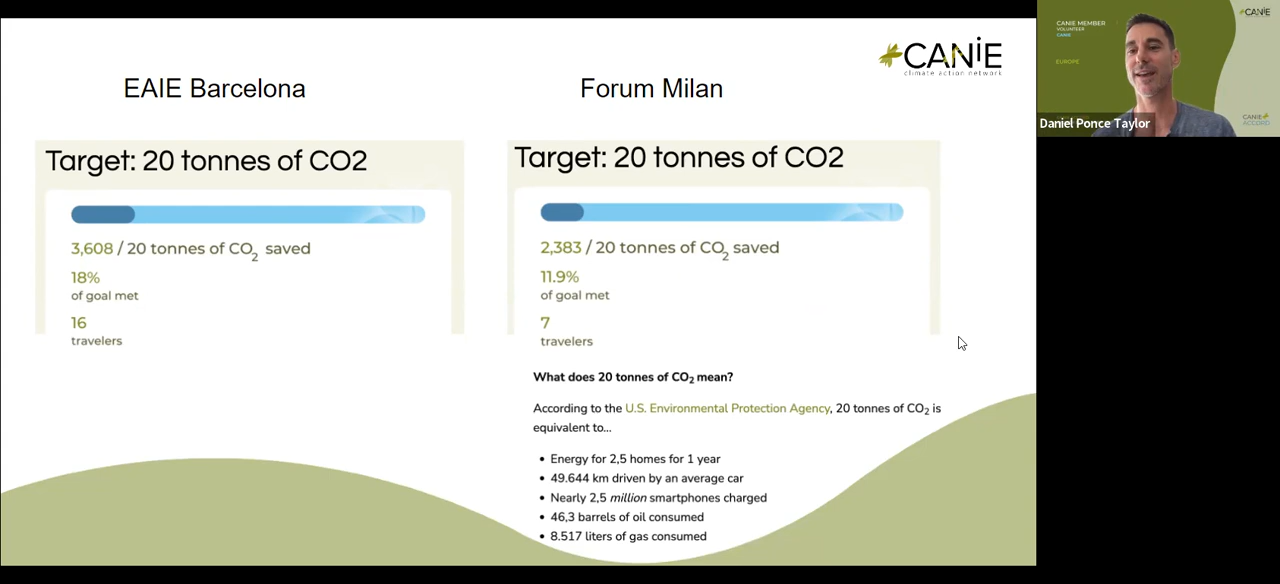 EAIE Barcelona
Forum Milan
CANiE
climate action network
Target: 20 tonnes of CO2
3,608 / 20 tonnes of CO2 saved
18%
of goal met
16
travelers
Target: 20 tonnes of CO2
2,383 / 20 tonnes of CO2 saved
11.9%
of goal met
7
travelers
What does 20 tonnes of CO2 mean?
According to the U.S. Environmental Protection Agency, 20 tonnes of CO2 is
equivalent to...
• Energy for 2,5 homes for 1 year
• 49.644 km driven by an average car
• Nearly 2,5 million smartphones charged
• 46,3 barrels of oil consumed
• 8.517 liters of gas consumed
CANIE MEMBER
VOLUNTEER
CANIE
EUROPE
CANiE
CANIE
ACCORD
Daniel Ponce Taylor